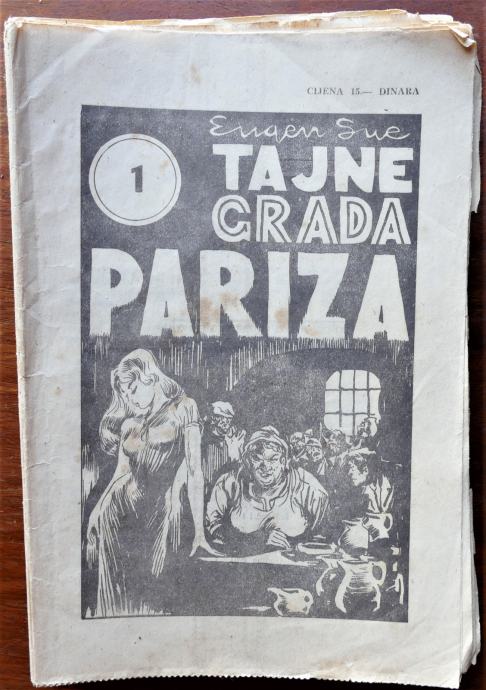 CIJENA 15.— DINARA
Eugen Sue
1
TAJNE
GRADA
PARIZA